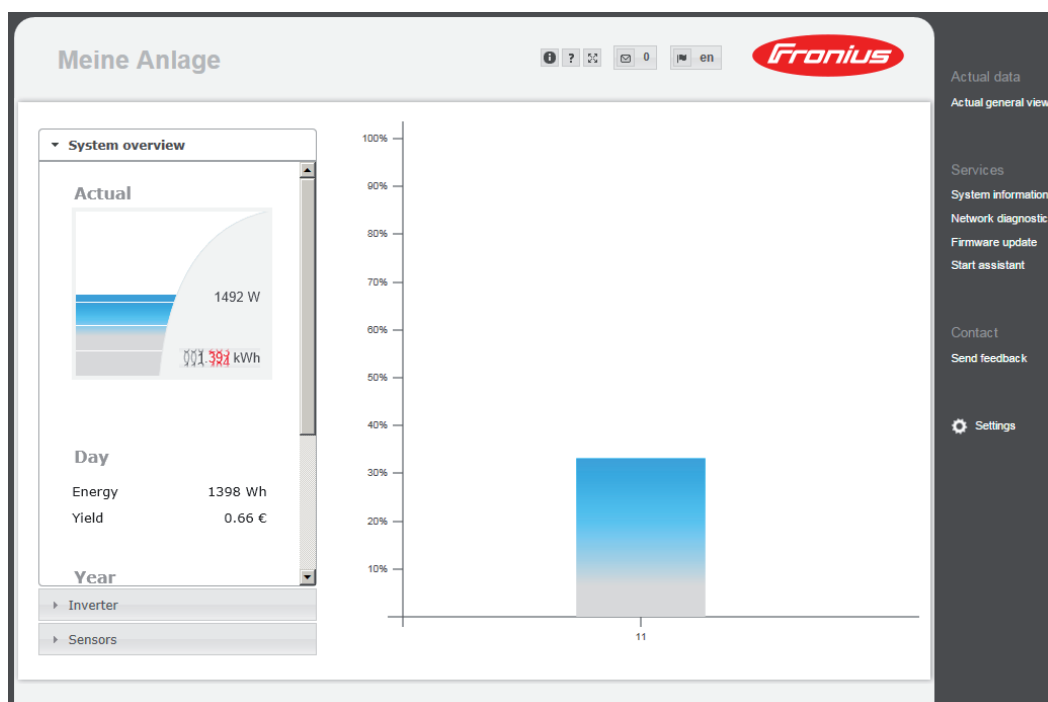 Meine Anlage
? 0 en
Fronius
System overview
Actual
1492 W
kWh
Day
Energy 1398 Wh
Yield 0.66 €
Year
Inverter
Sensors
100%
90%
80%
70%
60%
50%
40%
30%
20%
10%
11
Actual data
Actual general view
Services
System information
Network diagnostic
Firmware update
Start assistant
Contact
Send feedback
Settings